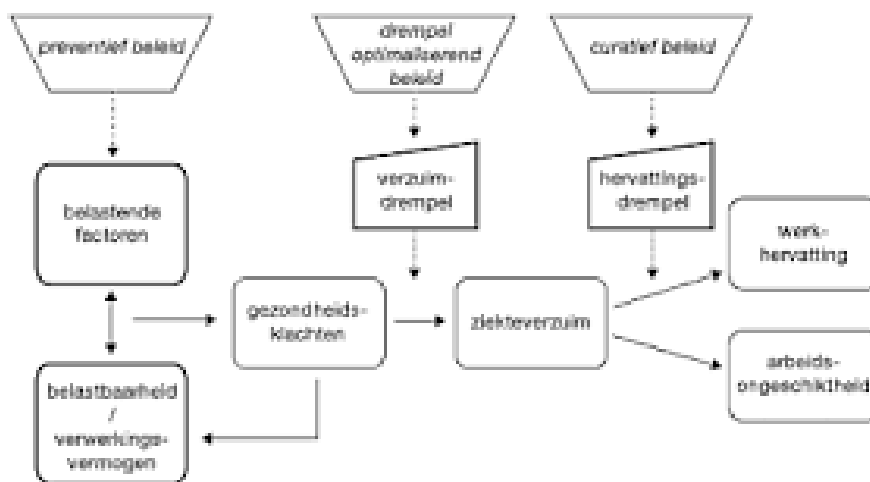 preventief beleid
drempel
optimaliserend
beleid
curatief beleid
verzuim-
drempel
hervattings-
drempel
belastende
factoren
werk-
hervatting
gezondheids-
klachten
ziekteverzuim
arbeids-
ongeschiktheid
belastbaarheid
/
verwerkings-
vermogen